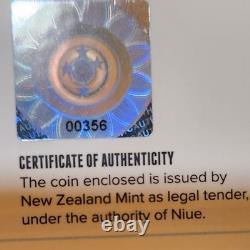 00356
CERTIFICATE OF AUTHENTICITY
The coin enclosed is issued by
New Zealand Mint as legal tender,
under the authority of Niue.
ebay